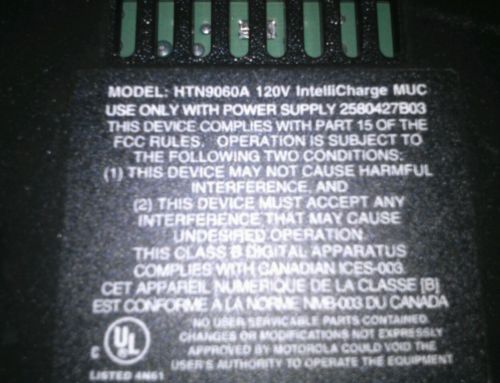 MODEL: HTN9060A 120V IntelliCharge MUC
USE ONLY WITH POWER SUPPLY 2580427B03
THIS DEVICE COMPLIES WITH PART 15 OF THE
FCC RULES. OPERATION IS SUBJECT TO
THE FOLLOWING TWO CONDITIONS:
(1) THIS DEVICE MAY NOT CAUSE HARMFUL
INTERFERENCE, AND
(2) THIS DEVICE MUST ACCEPT ANY
INTERFERENCE THAT MAY CAUSE
UNDESIRED OPERATION.
THIS CLASS B DIGITAL APPARATUS
COMPLIES WITH CANADIAN ICES-003.
CET APPAREIL NUMERIQUE DE LA CLASSE [B]
EST CONFORME A LA NORME NMB-003 DU CANADA
NO USER SERVICABLE PARTS CONTAINED.
CHANGES OR MODIFICATIONS NOT EXPRESSLY
APPROVED BY MOTOROLA COULD VOID THE
USER'S AUTHORITY TO OPERATE THE EQUIPMENT
C UL
LISTED 4N61